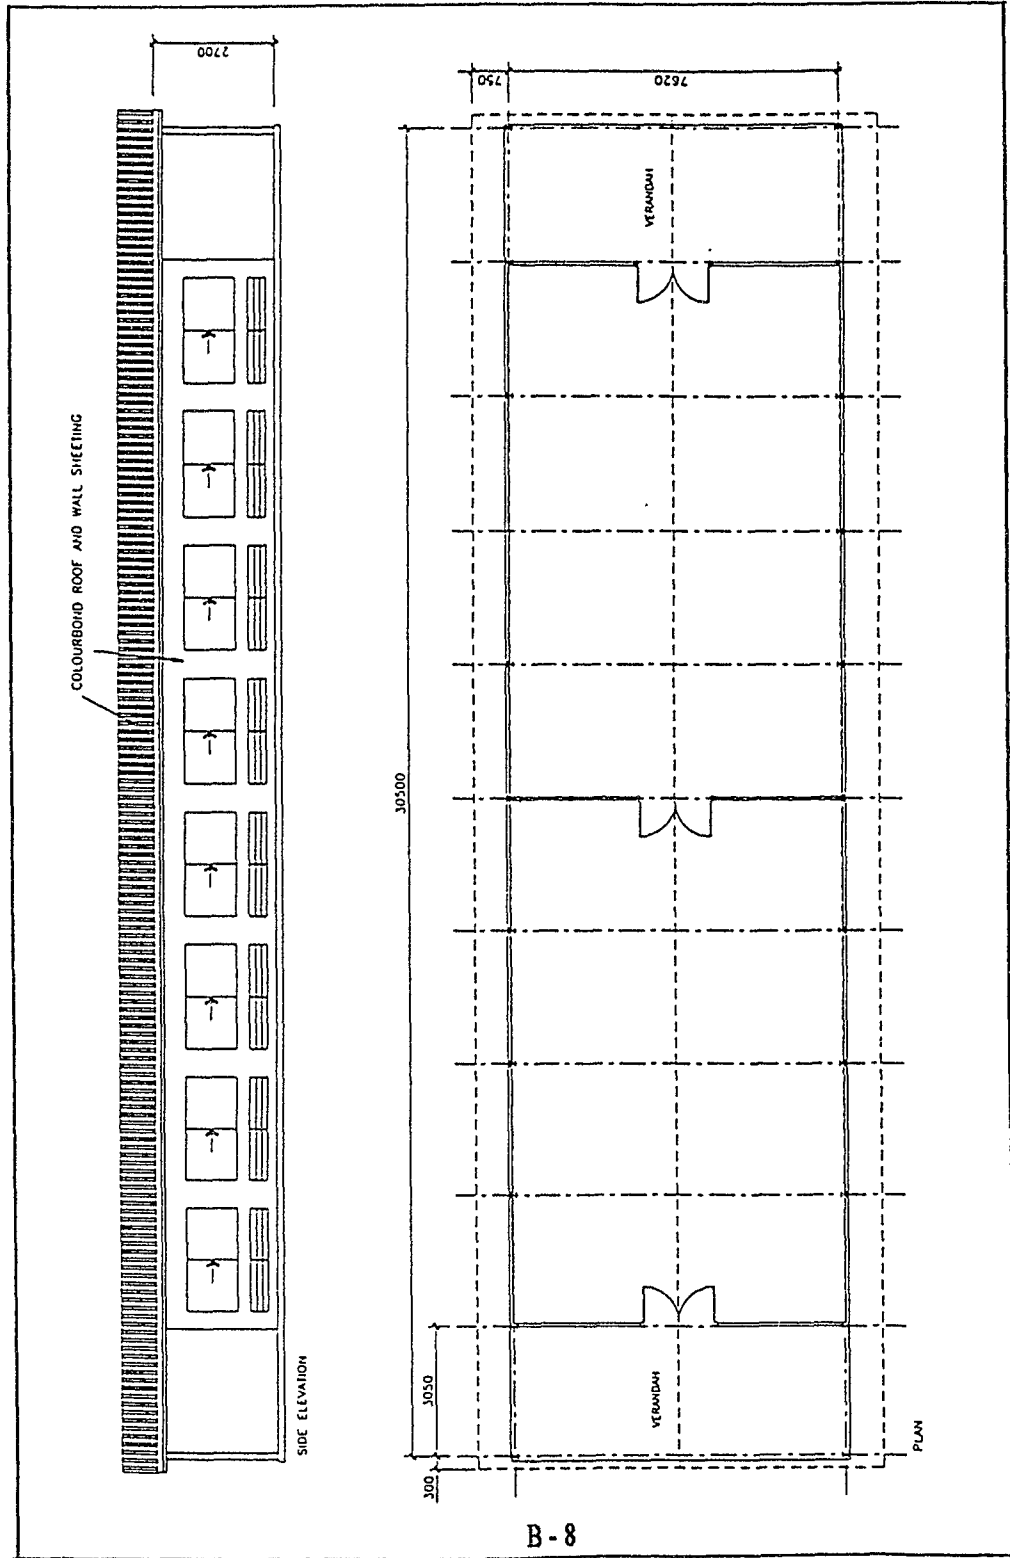 2700
COLOURBOND ROOF AND WALL SHEETING
SIDE ELEVATION
750
7620
30500
VERANDAH
VERANDAH
3050
300
PLAN
B-8